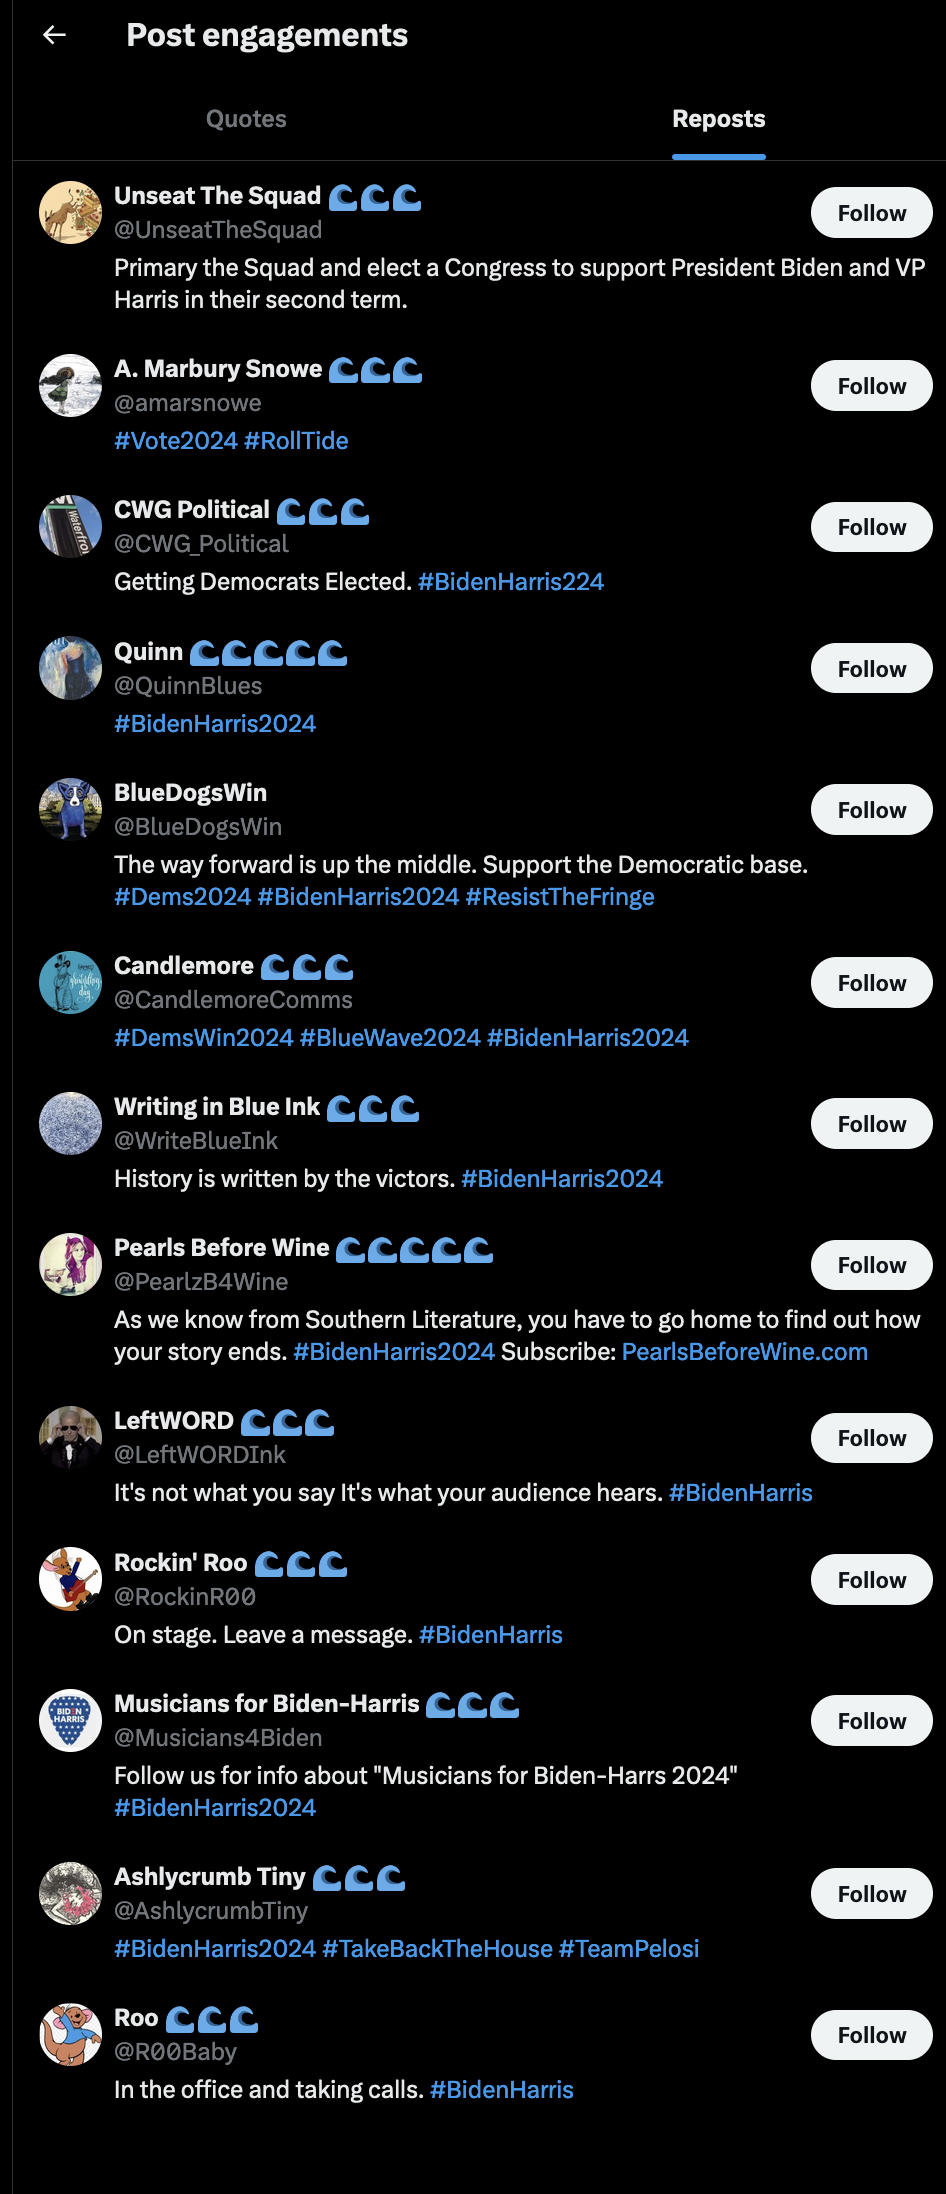 Post engagements
Quotes
Reposts
Unseat The Squad 🌊🌊🌊
@UnseatTheSquad
Follow
Primary the Squad and elect a Congress to support President Biden and VP
Harris in their second term.
A. Marbury Snowe 🌊🌊🌊
@amarsnowe
Follow
#Vote2024 #RollTide
Waterfro
CWG Political 🌊🌊🌊
@CWG_Political
Follow
Getting Democrats Elected. #BidenHarris224
Quinn 🌊🌊🌊🌊🌊
@QuinnBlues
Follow
#BidenHarris2024
BlueDogsWin
@BlueDogsWin
Follow
The way forward is up the middle. Support the Democratic base.
#Dems2024 #BidenHarris2024 #ResistTheFringe
Candlemore 🌊🌊🌊
@CandlemoreComms
Follow
#DemsWin2024 #BlueWave2024 #BidenHarris2024
Writing in Blue Ink 🌊🌊🌊
@WriteBlueInk
Follow
History is written by the victors. #BidenHarris2024
Pearls Before Wine 🌊🌊🌊🌊🌊
@PearlzB4Wine
Follow
As we know from Southern Literature, you have to go home to find out how
your story ends. #BidenHarris2024 Subscribe: PearlsBeforeWine.com
LeftWORD 🌊🌊🌊
@LeftWORDInk
Follow
It's not what you say It's what your audience hears. #BidenHarris
Rockin' Roo 🌊🌊🌊
@RockinR00
Follow
On stage. Leave a message. #BidenHarris
BIDEN
HARRIS
Musicians for Biden-Harris 🌊🌊🌊
@Musicians4Biden
Follow
Follow us for info about "Musicians for Biden-Harrs 2024"
#BidenHarris2024
Ashlycrumb Tiny 🌊🌊🌊
@AshlycrumbTiny
Follow
#BidenHarris2024 #TakeBackTheHouse #TeamPelosi
Roo 🌊🌊🌊
@R00Baby
Follow
In the office and taking calls. #BidenHarris